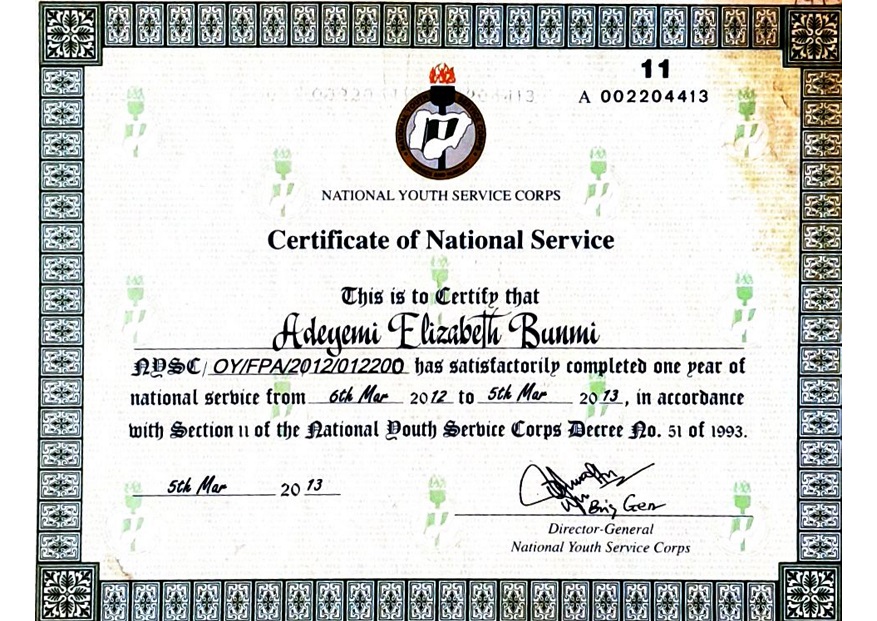 11
A 002204413
NATIONAL YOUTH SERVICE CORPS
Certificate of National Service
This is to Certify that
Adeyemi Elizabeth Bunmi
NYSC/ OY/FPA/2012/012200 has satisfactorily completed one year of
national service from 6th Mar 2012 to 5th Mar 2013, in accordance
with Section 11 of the National Youth Service Corps Decree No. 51 of 1993.
5th Mar 2013
Brig Gen
Director-General
National Youth Service Corps